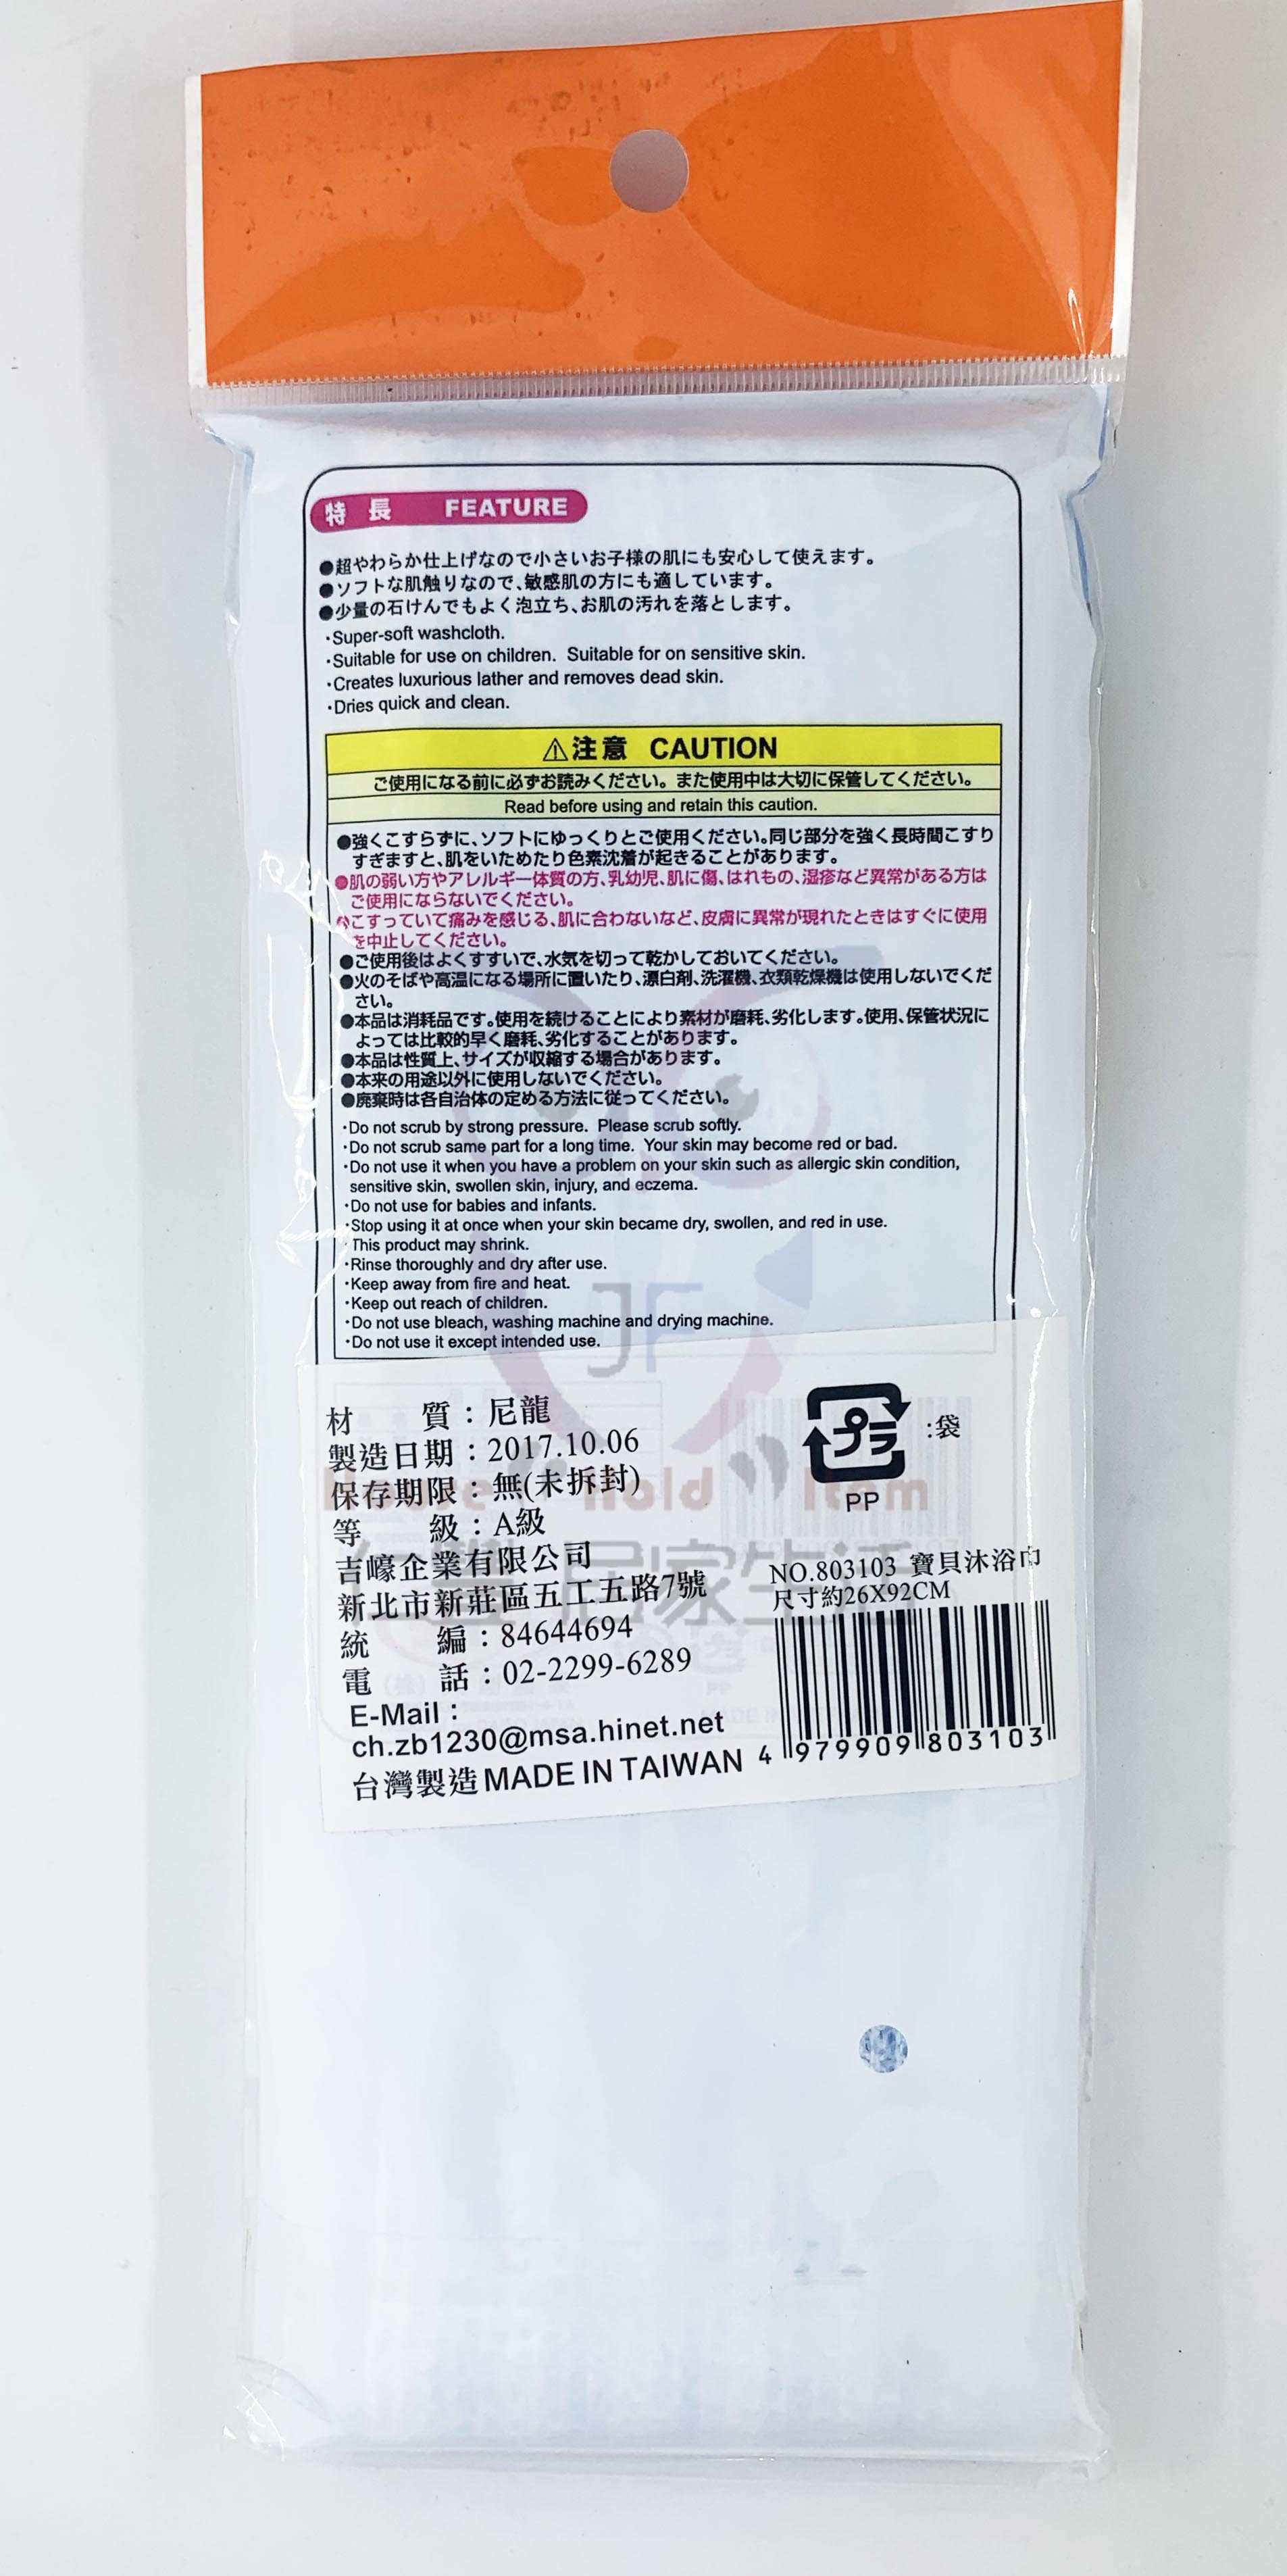 特 長 FEATURE
●超やわらか仕上げなので小さいお子様の肌にも安心して使えます。
●ソフトな肌触りなので、敏感肌の方にも適しています。
●少量の石けんでもよく泡立ち、お肌の汚れを落とします。
・Super-soft washcloth.
・Suitable for use on children. Suitable for on sensitive skin.
・Creates luxurious lather and removes dead skin.
・Dries quick and clean.
⚠注意 CAUTION
ご使用になる前に必ずお読みください。また使用中は大切に保管してください。
Read before using and retain this caution.
●強くこすらずに、ソフトにゆっくりとご使用ください。同じ部分を強く長時間こすり
すぎますと、肌をいためたり色素沈着が起きることがあります。
●肌の弱い方やアレルギー体質の方、乳幼児、肌に傷、はれもの、湿疹など異常がある方は
ご使用にならないでください。
●こすっていて痛みを感じる、肌に合わないなど、皮膚に異常が現れたときはすぐに使用
を中止してください。
●ご使用後はよくすすいで、水気を切って乾かしておいてください。
●火のそばや高温になる場所に置いたり、漂白剤、洗濯機、衣類乾燥機は使用しないでくだ
さい。
●本品は消耗品です。使用を続けることにより素材が磨耗、劣化します。使用、保管状況に
よっては比較的早く磨耗、劣化することがあります。
●本品は性質上、サイズが収縮する場合があります。
●本来の用途以外に使用しないでください。
●廃棄時は各自治体の定める方法に従ってください。
・Do not scrub by strong pressure. Please scrub softly.
・Do not scrub same part for a long time. Your skin may become red or bad.
・Do not use it when you have a problem on your skin such as allergic skin condition,
sensitive skin, swollen skin, injury, and eczema.
・Do not use for babies and infants.
・Stop using it at once when your skin became dry, swollen, and red in use.
・This product may shrink.
・Rinse thoroughly and dry after use.
・Keep away from fire and heat.
・Keep out reach of children.
・Do not use bleach, washing machine and drying machine.
・Do not use it except intended use.
JF
材 質：尼龍
製造日期：2017.10.06
保存期限：無(未拆封)
等 級：A級
吉嚎企業有限公司
新北市新莊區五工五路7號
統 編：84644694
電 話：02-2299-6289
E-Mail：
ch.zb1230@msa.hinet.net
台灣製造MADE IN TAIWAN
プラ :袋
PP
NO.803103 寶貝沐浴巾
尺寸約26X92CM
4 979909 803103
hold Item
居家生活